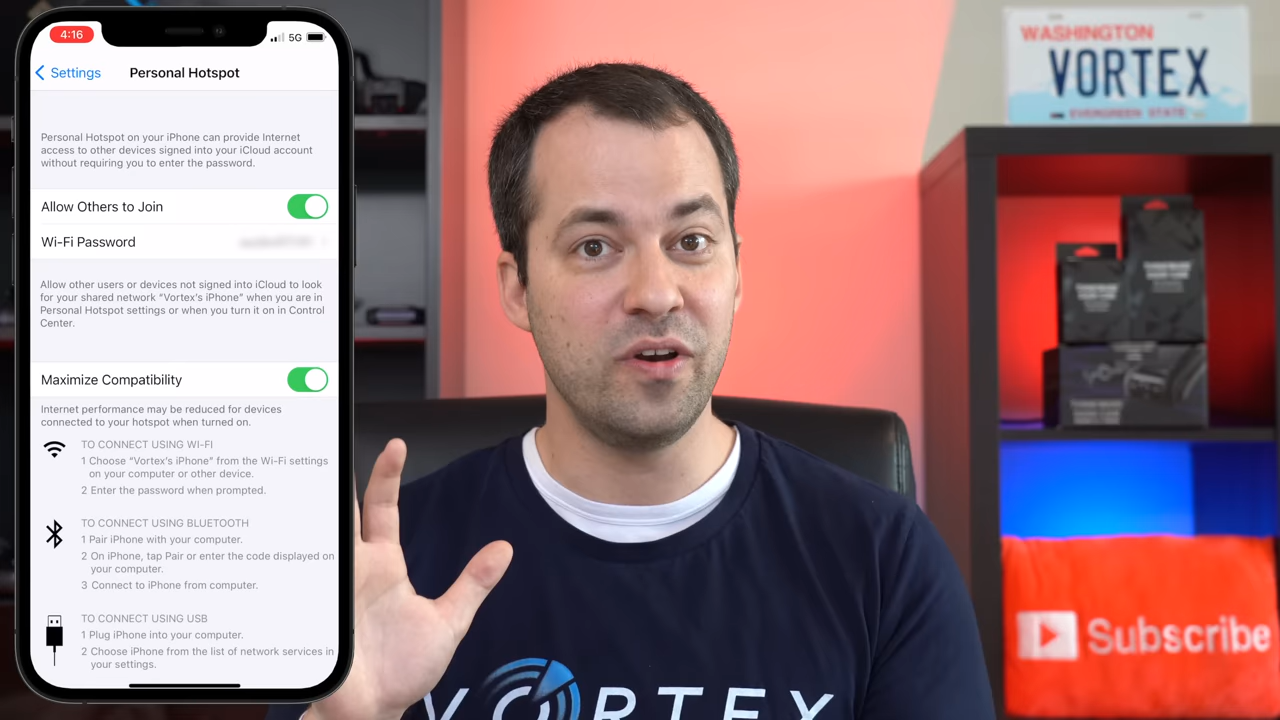 4:16
5G
Settings
Personal Hotspot
Personal Hotspot on your iPhone can provide Internet
access to other devices signed into your iCloud account
without requiring you to enter the password.
Allow Others to Join
Wi-Fi Password
Allow other users or devices not signed into iCloud to look
for your shared network “Vortex’s iPhone” when you are in
Personal Hotspot settings or when you turn it on in Control
Center.
Maximize Compatibility
Internet performance may be reduced for devices
connected to your hotspot when turned on.
TO CONNECT USING WI-FI
1 Choose “Vortex’s iPhone” from the Wi-Fi settings
on your computer or other device.
2 Enter the password when prompted.
TO CONNECT USING BLUETOOTH
1 Pair iPhone with your computer.
2 On iPhone, tap Pair or enter the code displayed on
your computer.
3 Connect to iPhone from computer.
TO CONNECT USING USB
1 Plug iPhone into your computer.
2 Choose iPhone from the list of network services in
your settings.
VORTEX
WASHINGTON
VORTEX
EVERGREEN STATE
Subscribe